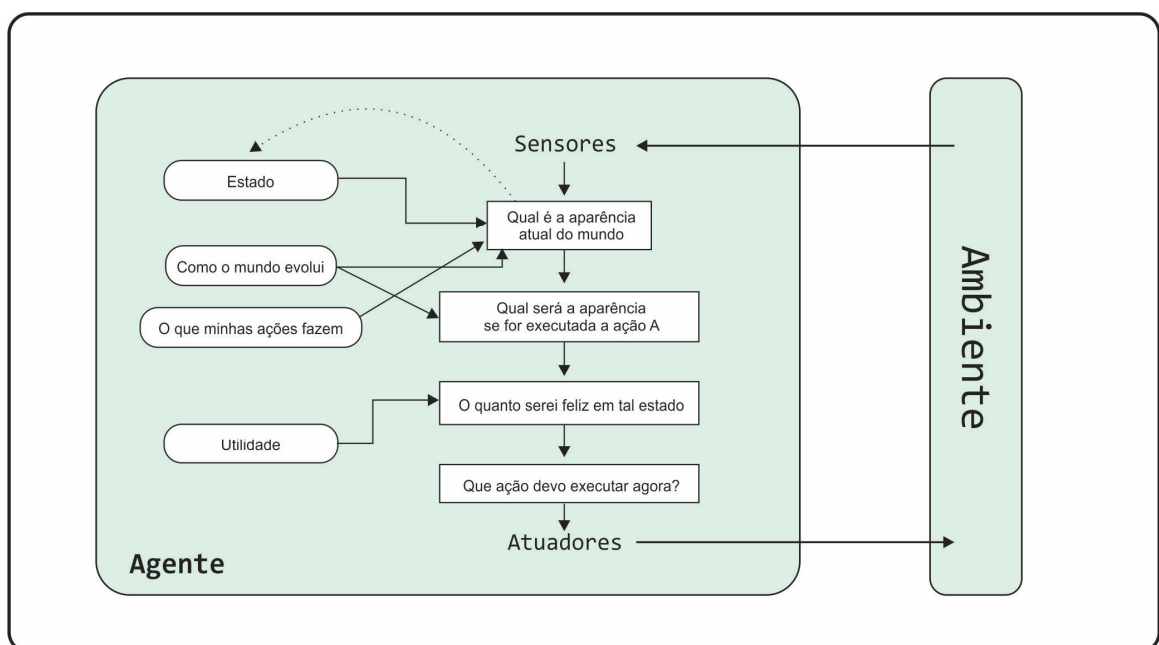 Sensores
Estado
Qual é a aparência
atual do mundo
Como o mundo evolui
Qual será a aparência
se for executada a ação A
O que minhas ações fazem
O quanto serei feliz em tal estado
Utilidade
Que ação devo executar agora?
Atuadores
Agente
Ambiente